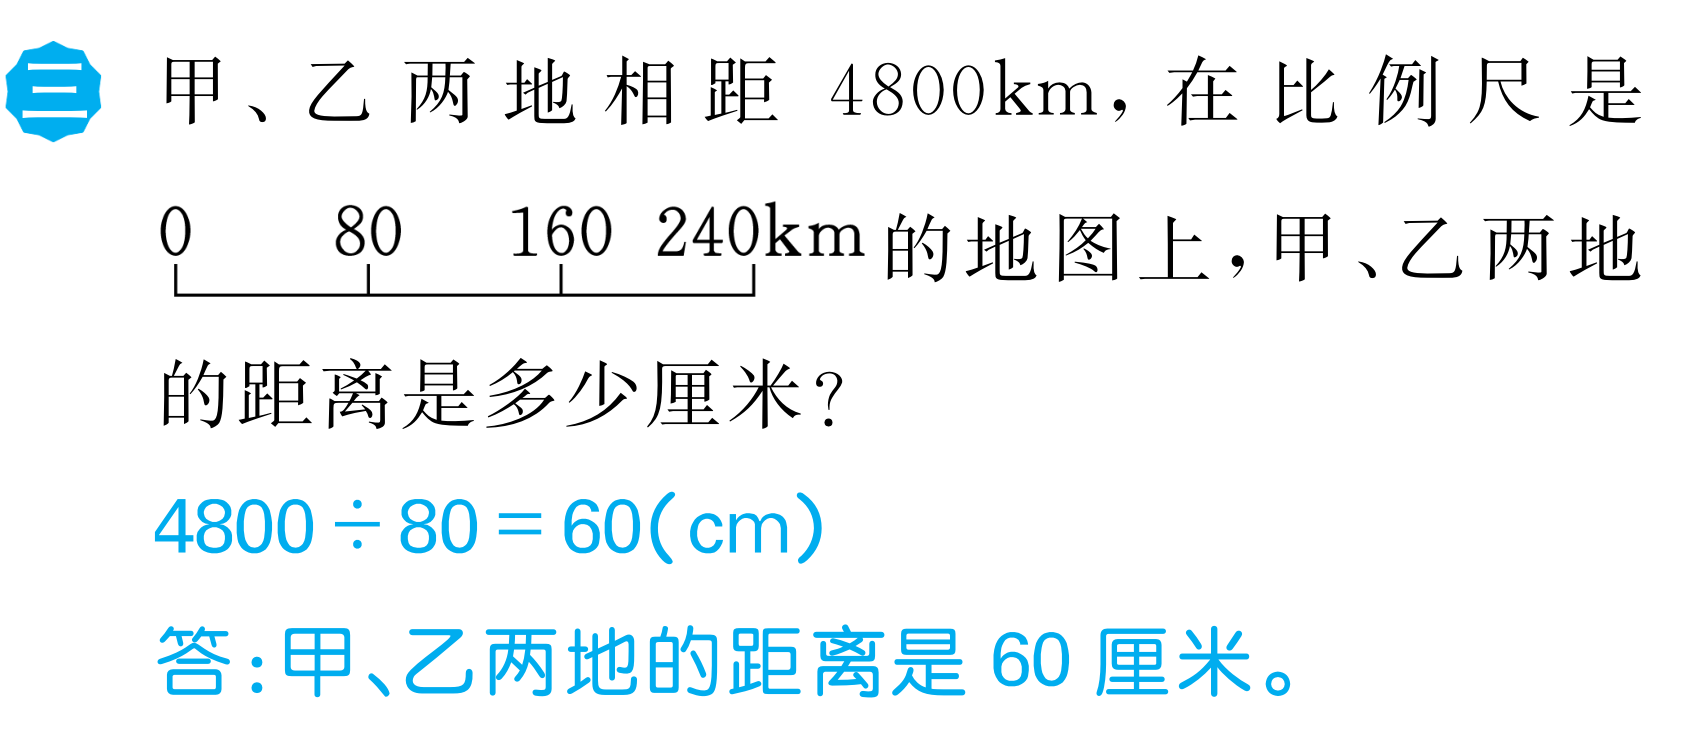 三 甲、乙两地相距 4800km,在比例尺是
0 80 160 240km 的地图上,甲、乙两地
的距离是多少厘米?
4800÷80=60(cm)
答:甲、乙两地的距离是 60 厘米。